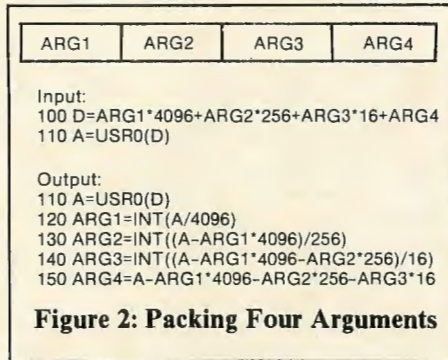 ARG1 ARG2 ARG3 ARG4
Input:
100 D=ARG1*4096+ARG2*256+ARG3*16+ARG4
110 A=USR0(D)
Output:
110 A=USR0(D)
120 ARG1=INT(A/4096)
130 ARG2=INT((A-ARG1*4096)/256)
140 ARG3=INT((A-ARG1*4096-ARG2*256)/16)
150 ARG4=A-ARG1*4096-ARG2*256-ARG3*16
Figure 2: Packing Four Arguments